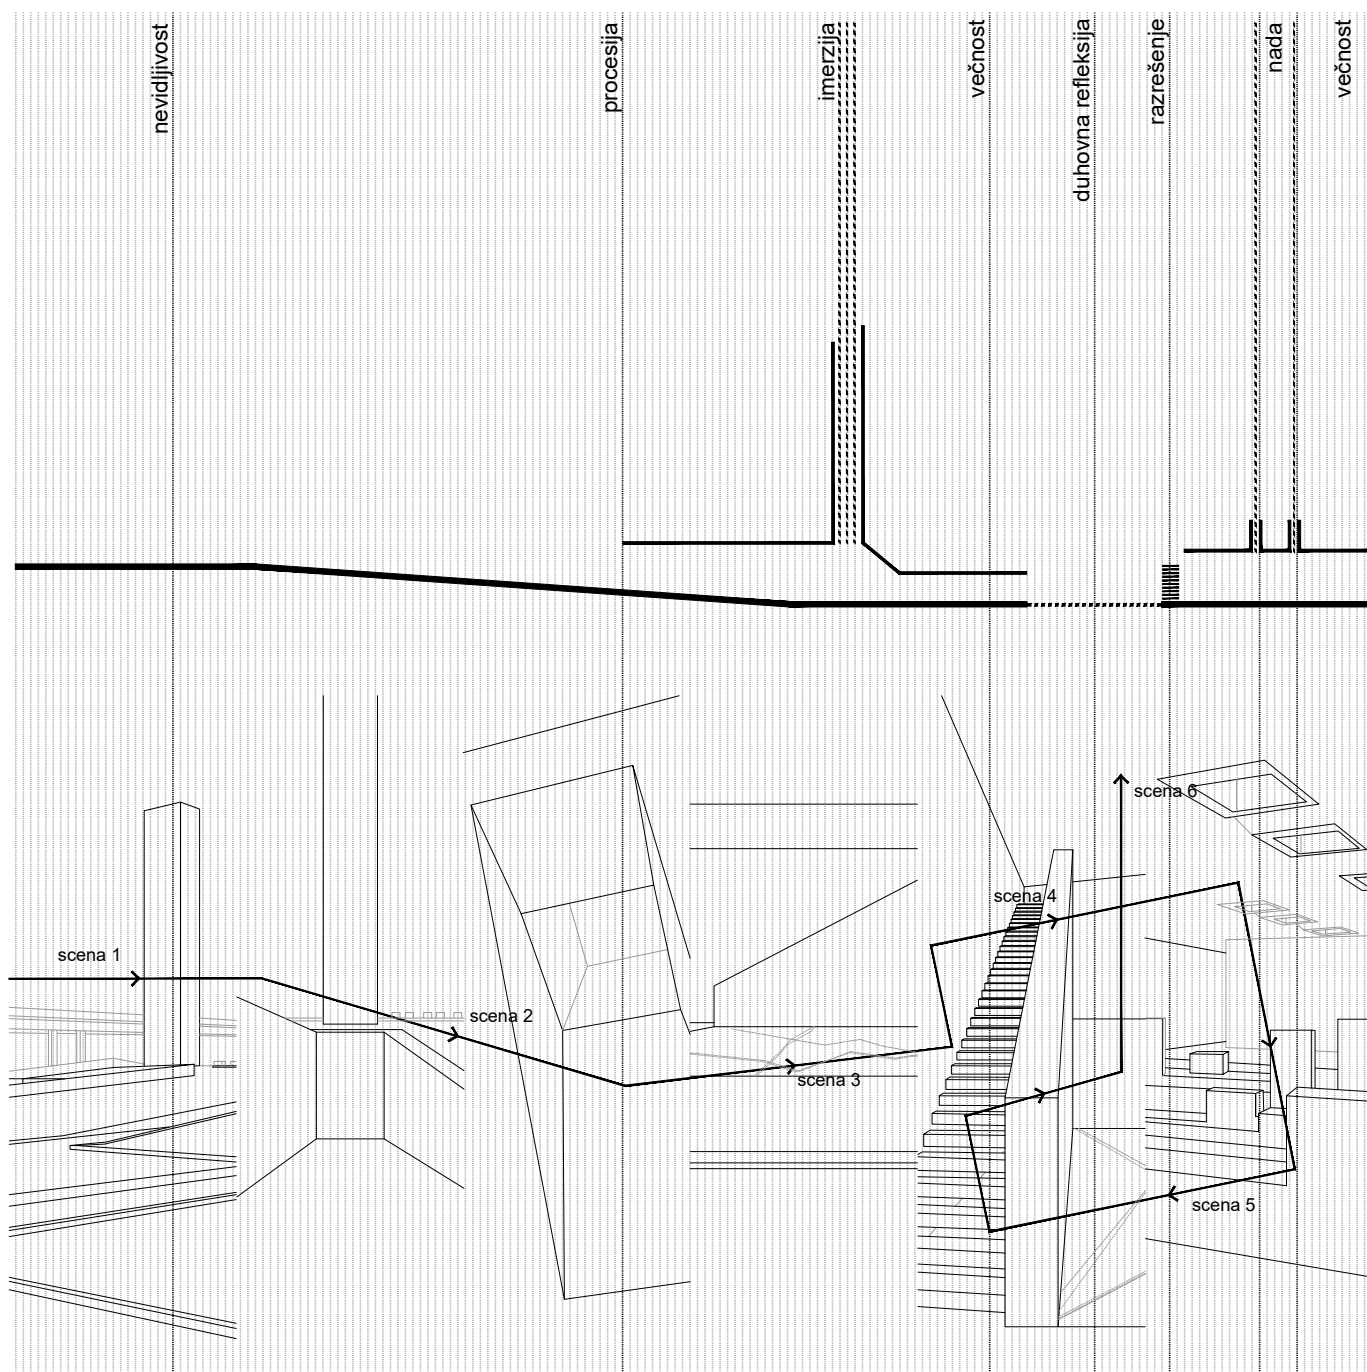 nevidljivost
procesija
imerzija
večnost
duhovna refleksija
razrešenje
nada
večnost
scena 1
scena 2
scena 3
scena 4
scena 5
scena 6